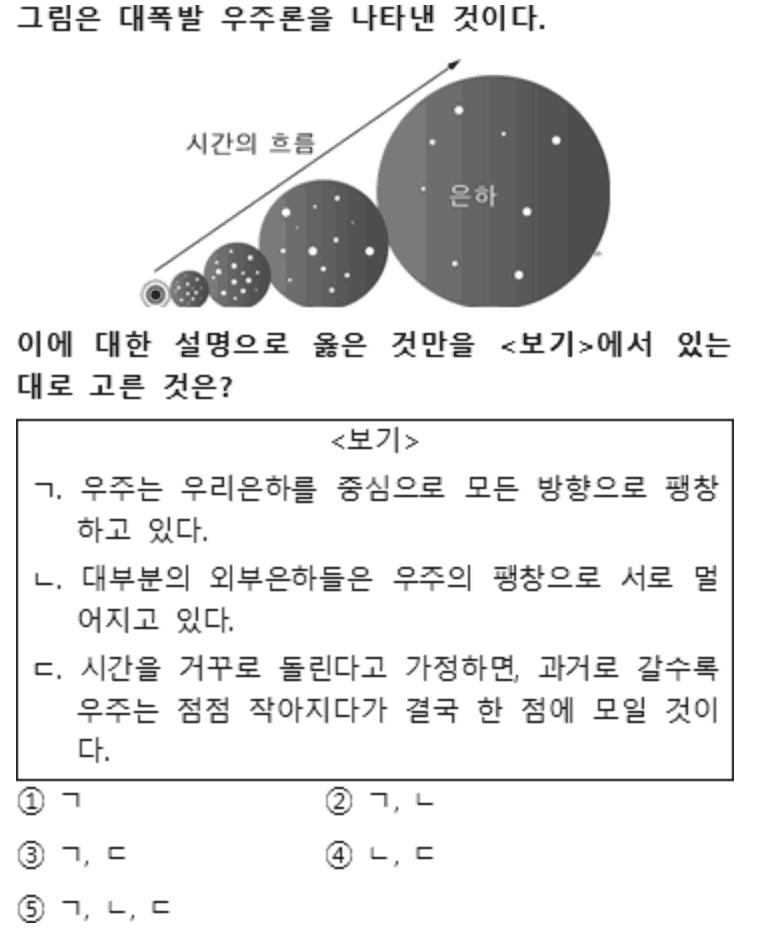 그림은 대폭발 우주론을 나타낸 것이다.
시간의 흐름
은하
이에 대한 설명으로 옳은 것만을 <보기>에서 있는
대로 고른 것은?
<보기>
ㄱ. 우주는 우리은하를 중심으로 모든 방향으로 팽창
하고 있다.
ㄴ. 대부분의 외부은하들은 우주의 팽창으로 서로 멀
어지고 있다.
ㄷ. 시간을 거꾸로 돌린다고 가정하면, 과거로 갈수록
우주는 점점 작아지다가 결국 한 점에 모일 것이
다.
① ㄱ
② ㄱ, ㄴ
③ ㄱ, ㄷ
④ ㄴ, ㄷ
⑤ ㄱ, ㄴ, ㄷ